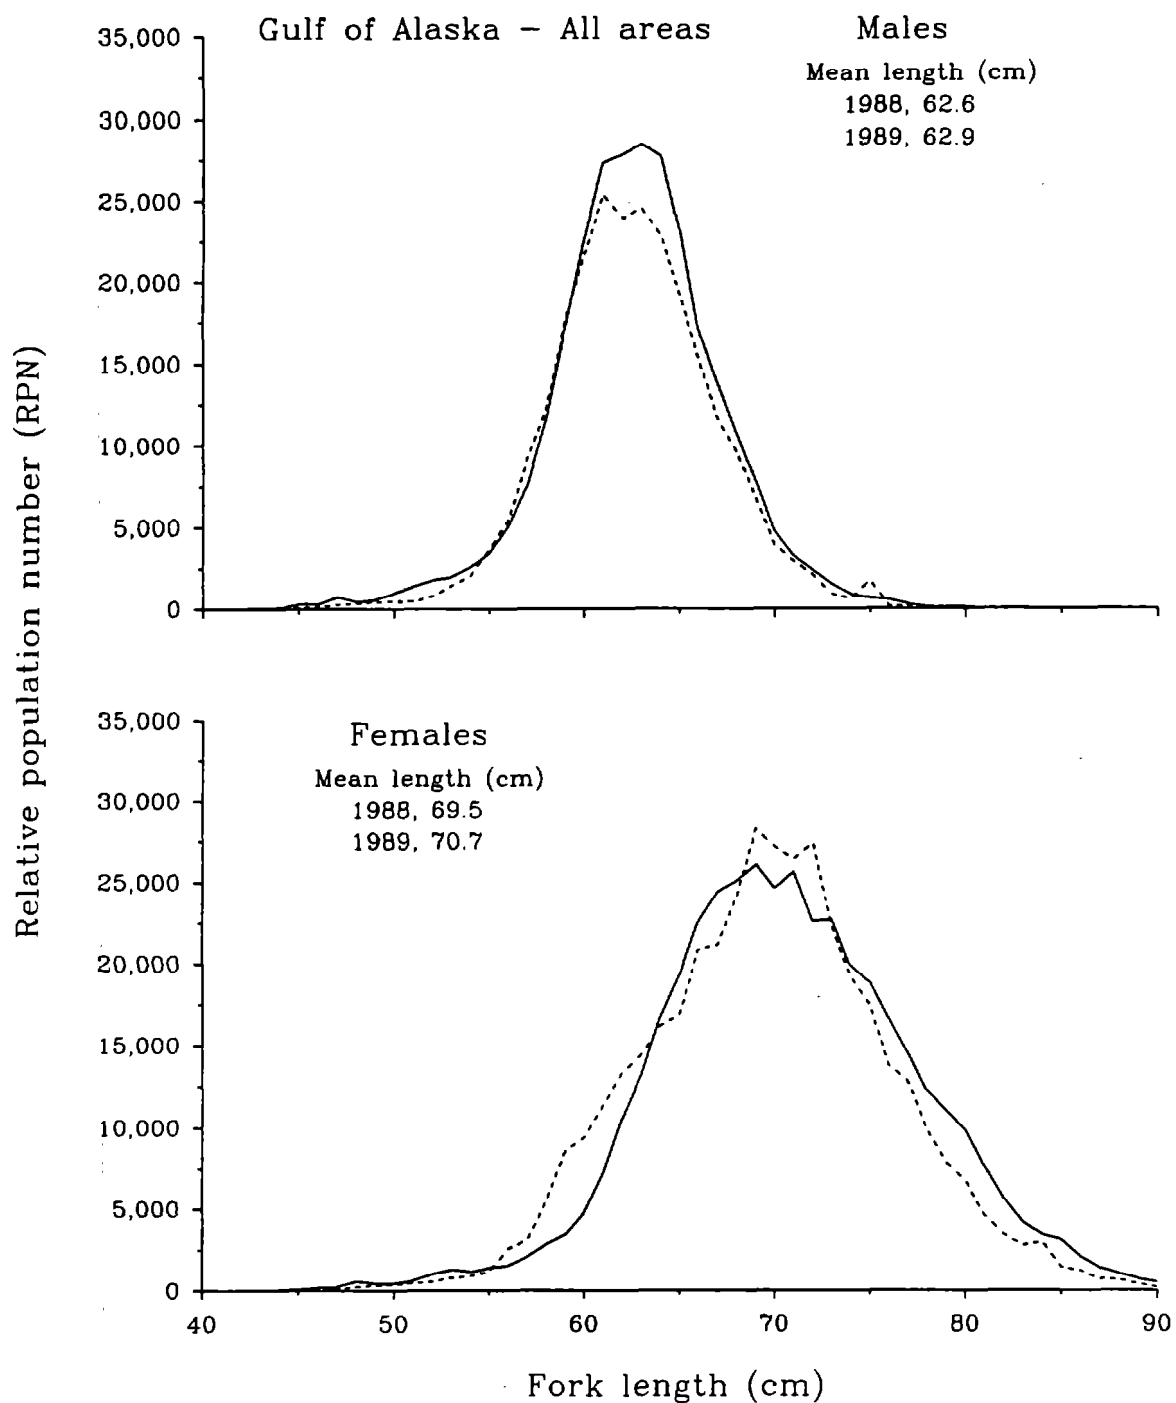 Gulf of Alaska - All areas
Males
Mean length (cm)
1988, 62.6
1989, 62.9
35,000
30,000
25,000
20,000
15,000
10,000
5,000
0
Relative population number (RPN)
Females
Mean length (cm)
1988, 69.5
1989, 70.7
35,000
30,000
25,000
20,000
15,000
10,000
5,000
0
40 50 60 70 80 90
Fork length (cm)